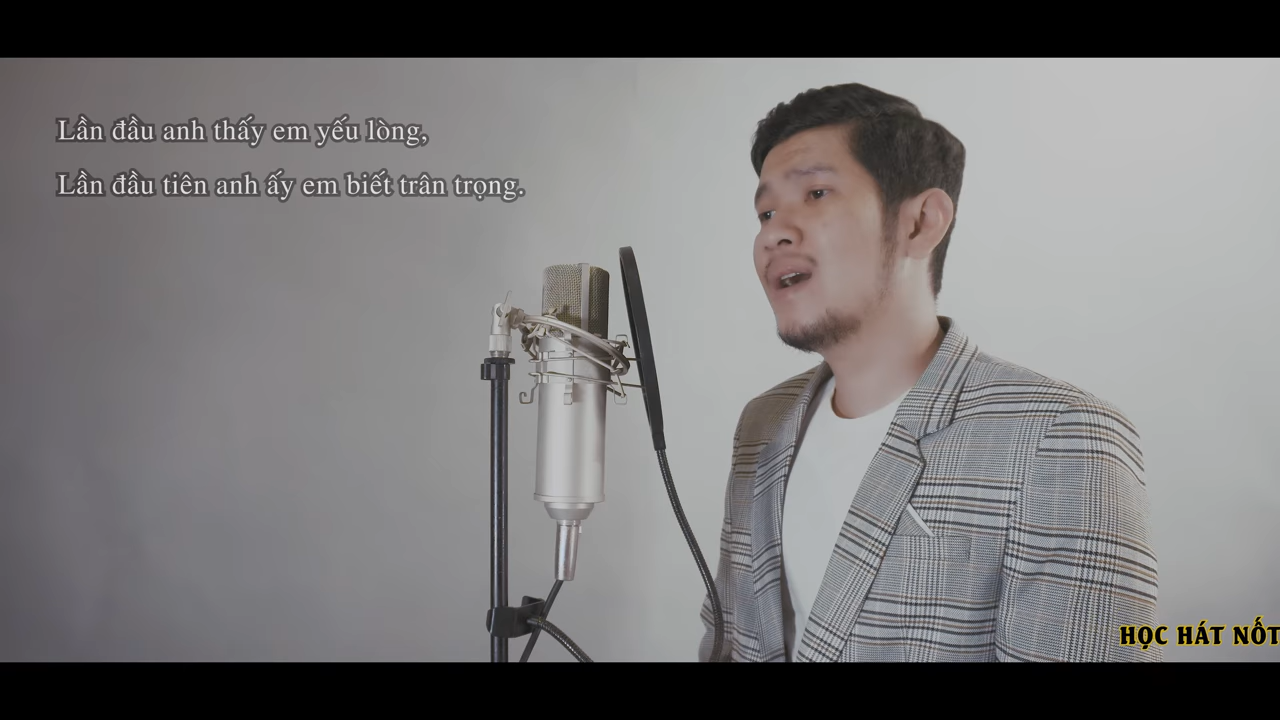 Lần đầu anh thấy em yếu lòng,
Lần đầu tiên anh ấy em biết trân trọng.
HỌC HÁT NỐT